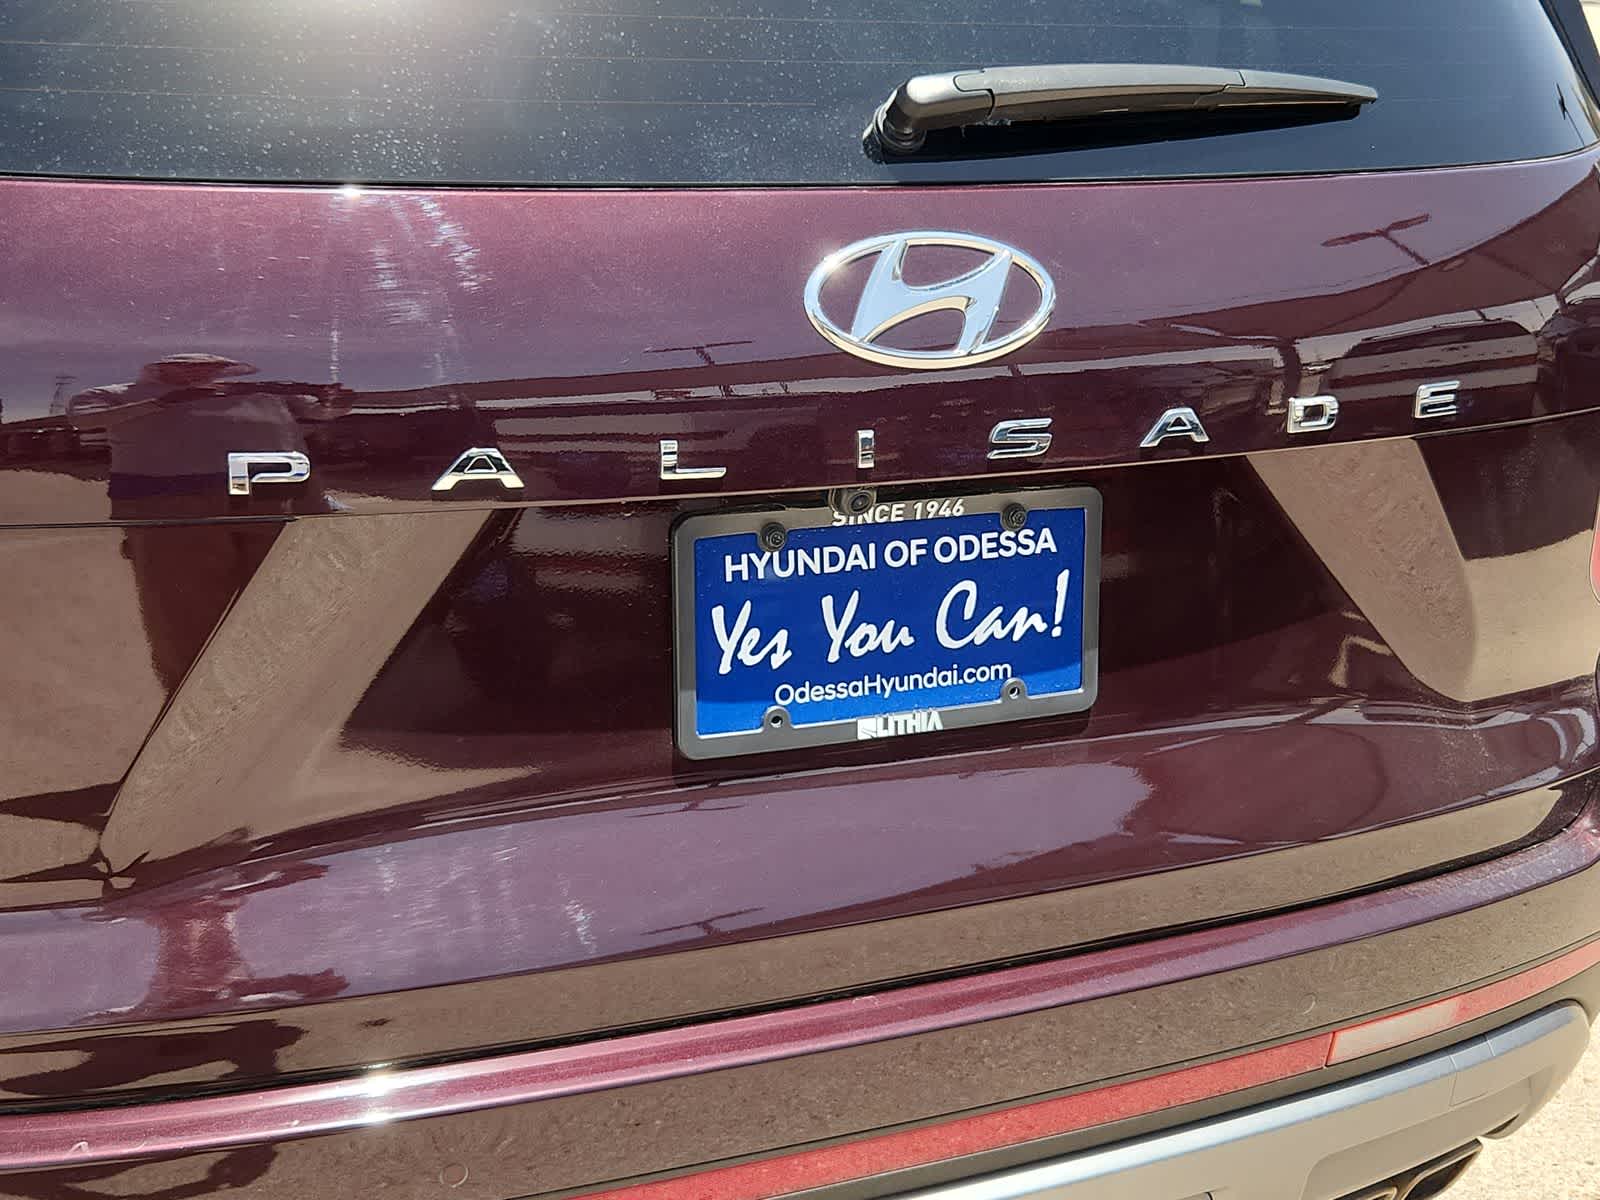 PALISADE
SINCE 1946
HYUNDAI OF ODESSA
Yes You Can!
OdessaHyundai.com
LITHIA